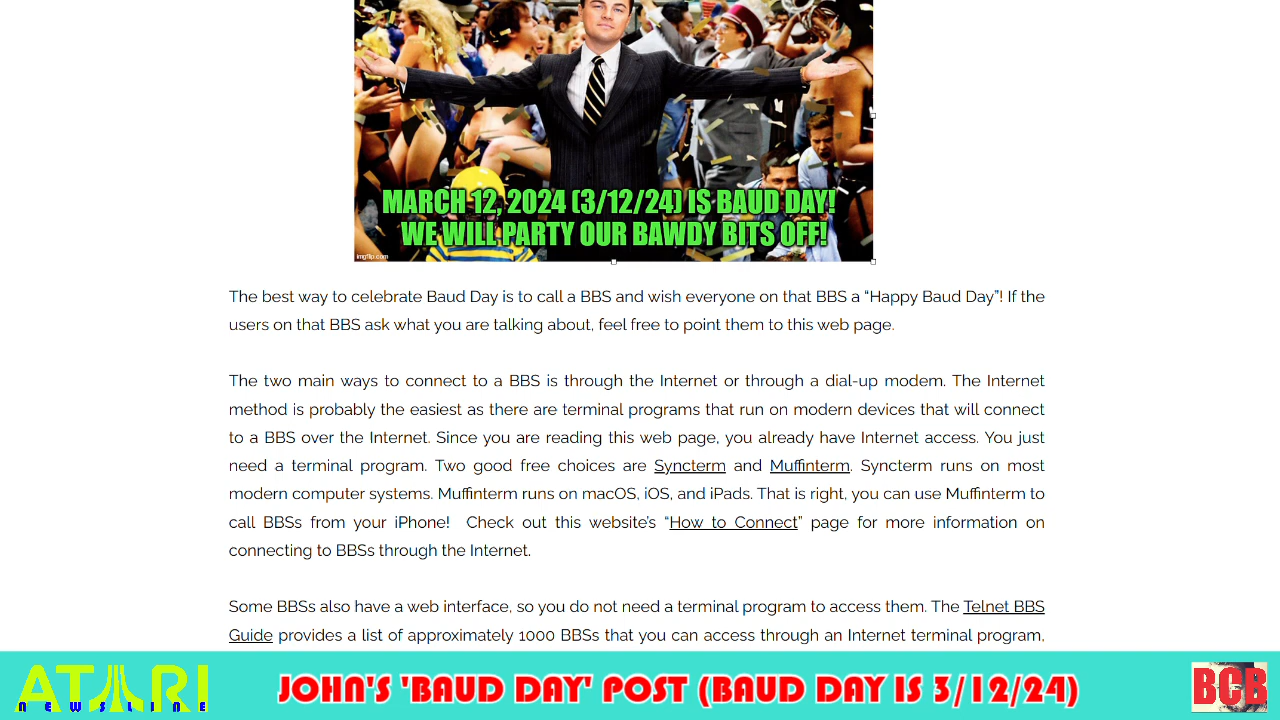 MARCH 12, 2024 (3/12/24) IS BAUD DAY!
WE WILL PARTY OUR BAWDY BITS OFF!
imgflip.com
The best way to celebrate Baud Day is to call a BBS and wish everyone on that BBS a “Happy Baud Day”! If the
users on that BBS ask what you are talking about, feel free to point them to this web page.
The two main ways to connect to a BBS is through the Internet or through a dial-up modem. The Internet
method is probably the easiest as there are terminal programs that run on modern devices that will connect
to a BBS over the Internet. Since you are reading this web page, you already have Internet access. You just
need a terminal program. Two good free choices are Syncterm and Muffinterm. Syncterm runs on most
modern computer systems. Muffinterm runs on macOS, iOS, and iPads. That is right, you can use Muffinterm to
call BBSs from your iPhone! Check out this website’s “How to Connect” page for more information on
connecting to BBSs through the Internet.
Some BBSs also have a web interface, so you do not need a terminal program to access them. The Telnet BBS
Guide provides a list of approximately 1000 BBSs that you can access through an Internet terminal program,
ATARI
NEWSLINE
JOHN'S 'BAUD DAY' POST (BAUD DAY IS 3/12/24)
BGB